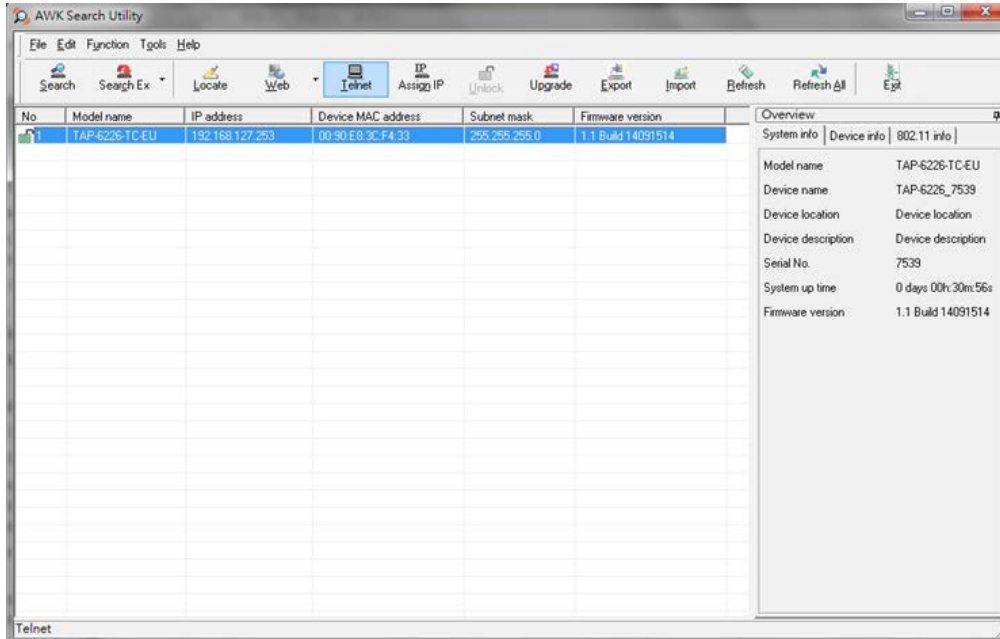 AWK Search Utility
File Edit Function Tools Help
Search Search Ex Locate Web Telnet Assign IP Unlock Upgrade Export Import Refresh Refresh All Exit
IP
No Model name IP address Device MAC address Subnet mask Firmware version
1 TAP-6226-TC-EU 192.168.127.253 00:90:E8:3C:F4:33 255.255.255.0 1.1 Build 14091514
Overview
System info Device info 802.11 info
Model name TAP-6226-TC-EU
Device name TAP-6226_7539
Device location Device location
Device description Device description
Serial No. 7539
System up time 0 days 00h:30m:56s
Firmware version 1.1 Build 14091514
Telnet